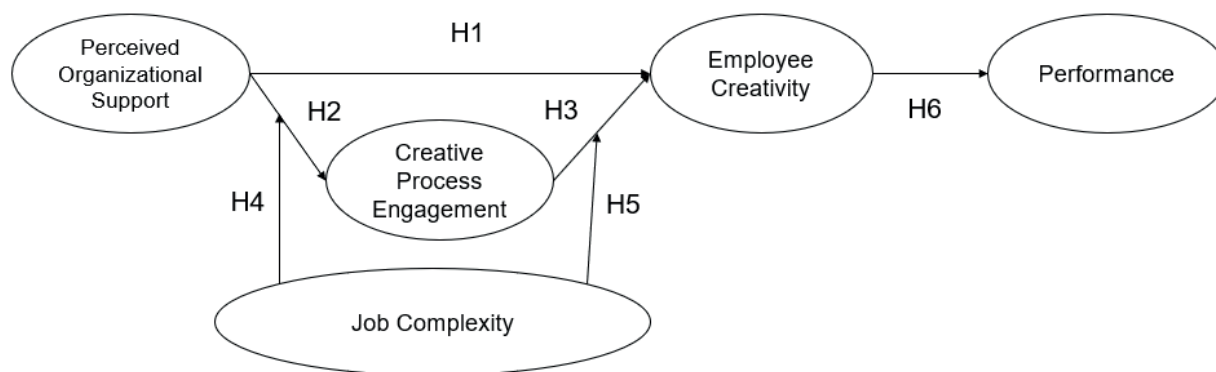 Perceived
Organizational
Support
H1
Employee
Creativity
Performance
H2
H3
H6
Creative
Process
Engagement
H4
H5
Job Complexity